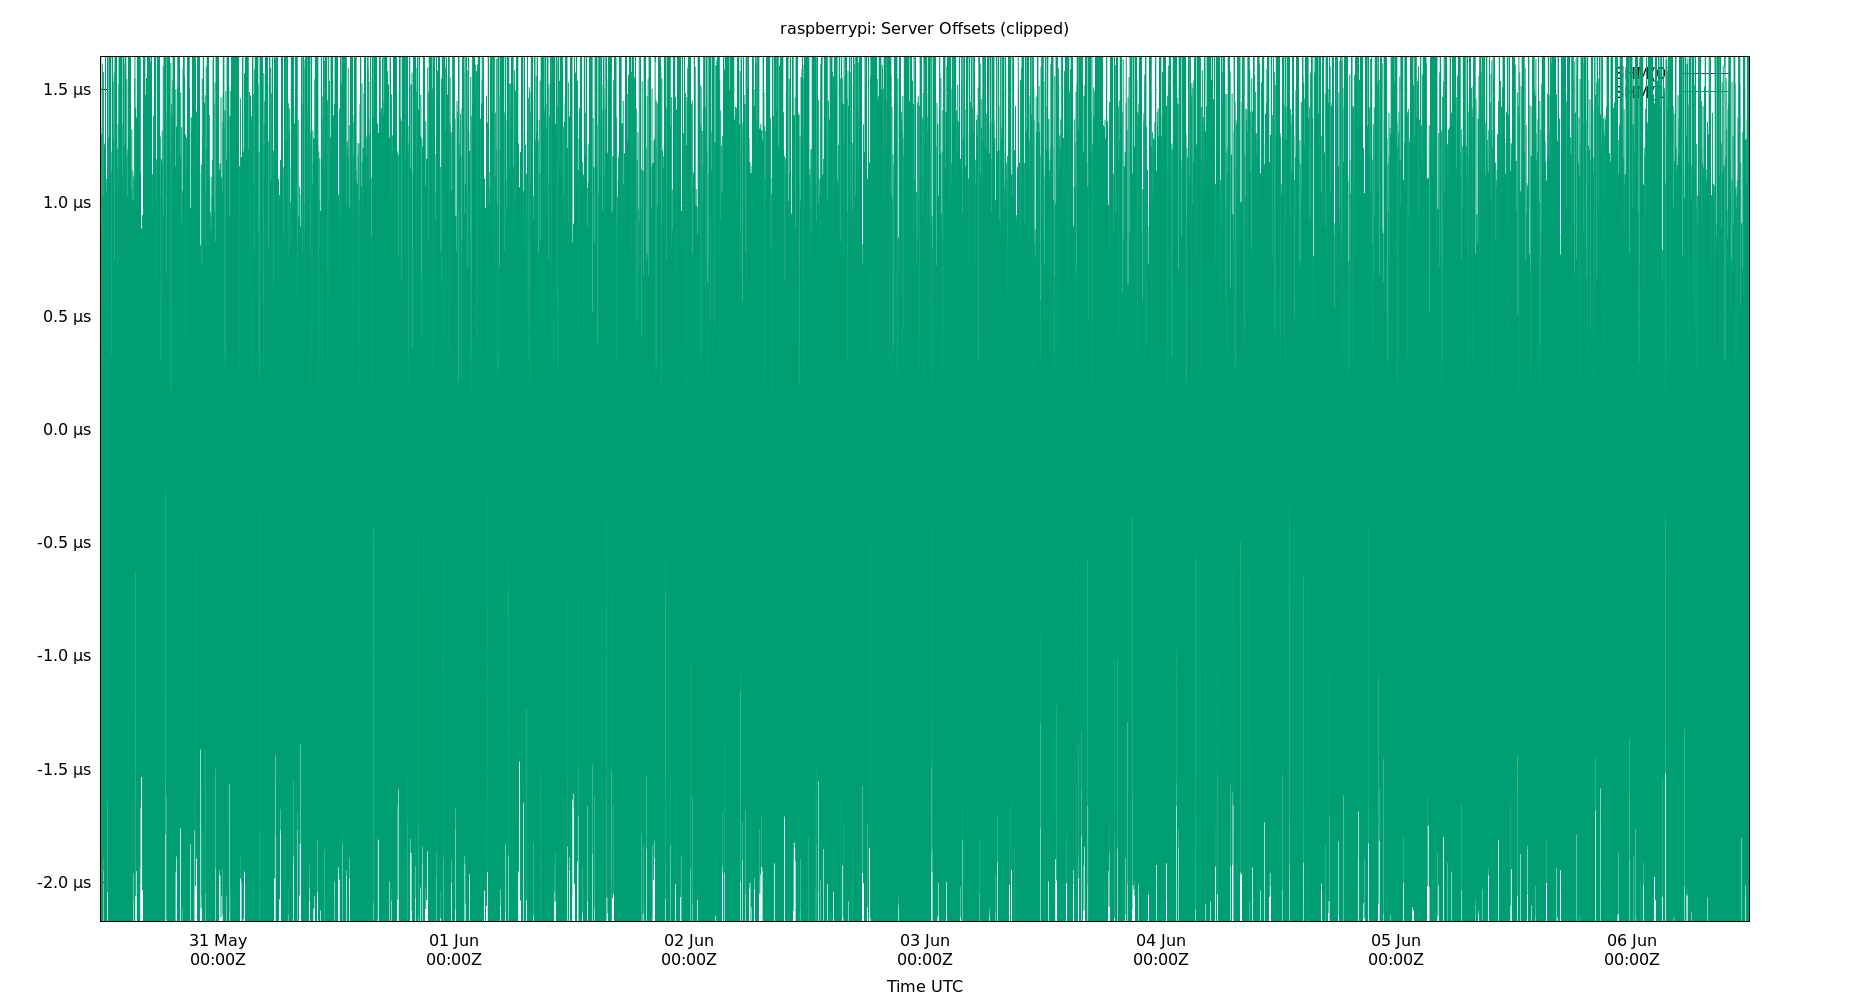 raspberrypi: Server Offsets (clipped)
1.5 µs
1.0 µs
0.5 µs
0.0 µs
-0.5 µs
-1.0 µs
-1.5 µs
-2.0 µs
31 May
00:00Z
01 Jun
00:00Z
02 Jun
00:00Z
03 Jun
00:00Z
04 Jun
00:00Z
05 Jun
00:00Z
06 Jun
00:00Z
Time UTC